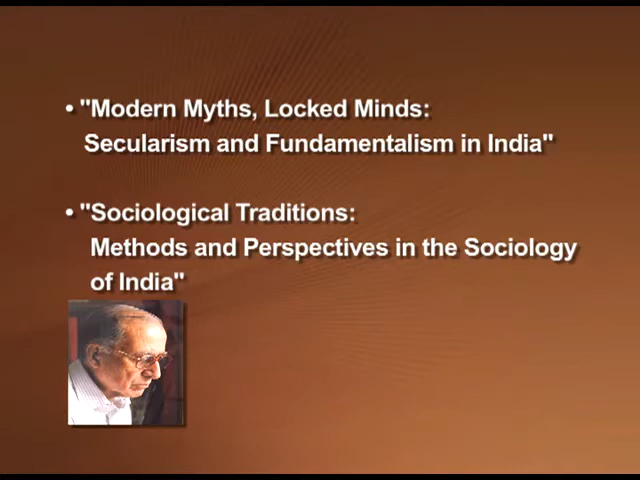 • "Modern Myths, Locked Minds:
Secularism and Fundamentalism in India"
• "Sociological Traditions:
Methods and Perspectives in the Sociology
of India"